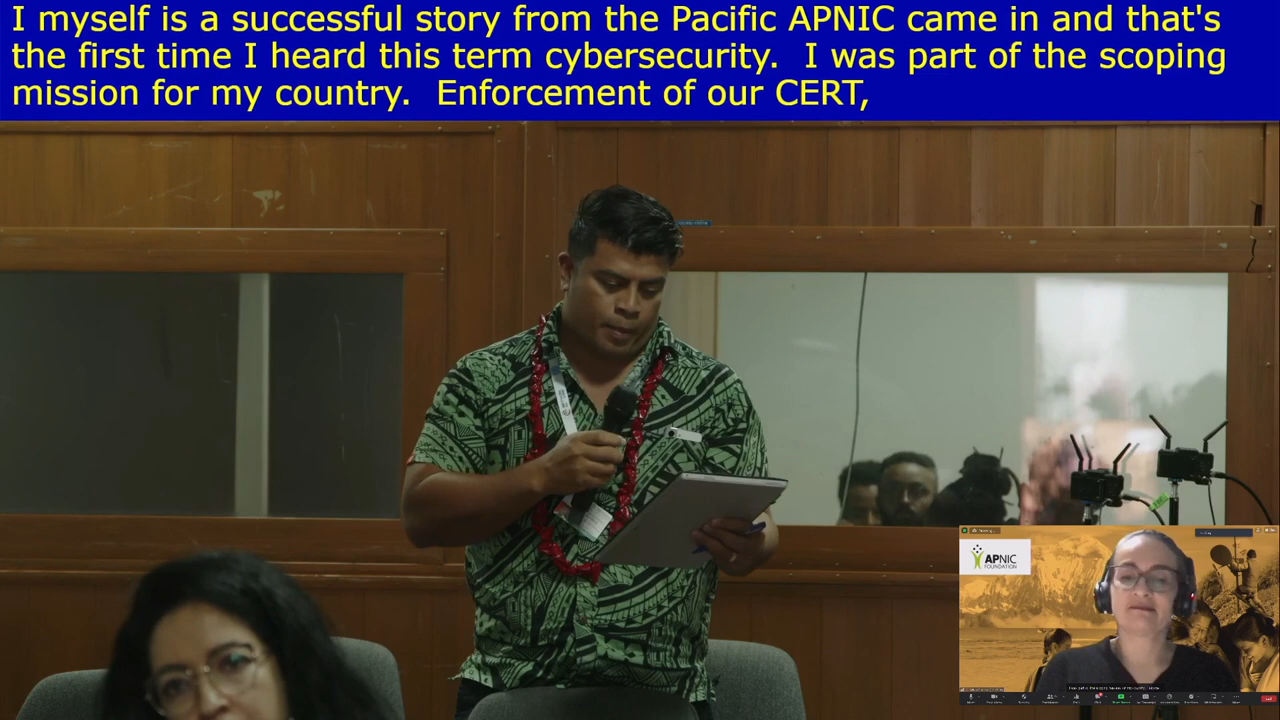 I myself is a successful story from the Pacific APNIC came in and that's
the first time I heard this term cybersecurity.  I was part of the scoping
mission for my country.  Enforcement of our CERT,
APNIC
FOUNDATION